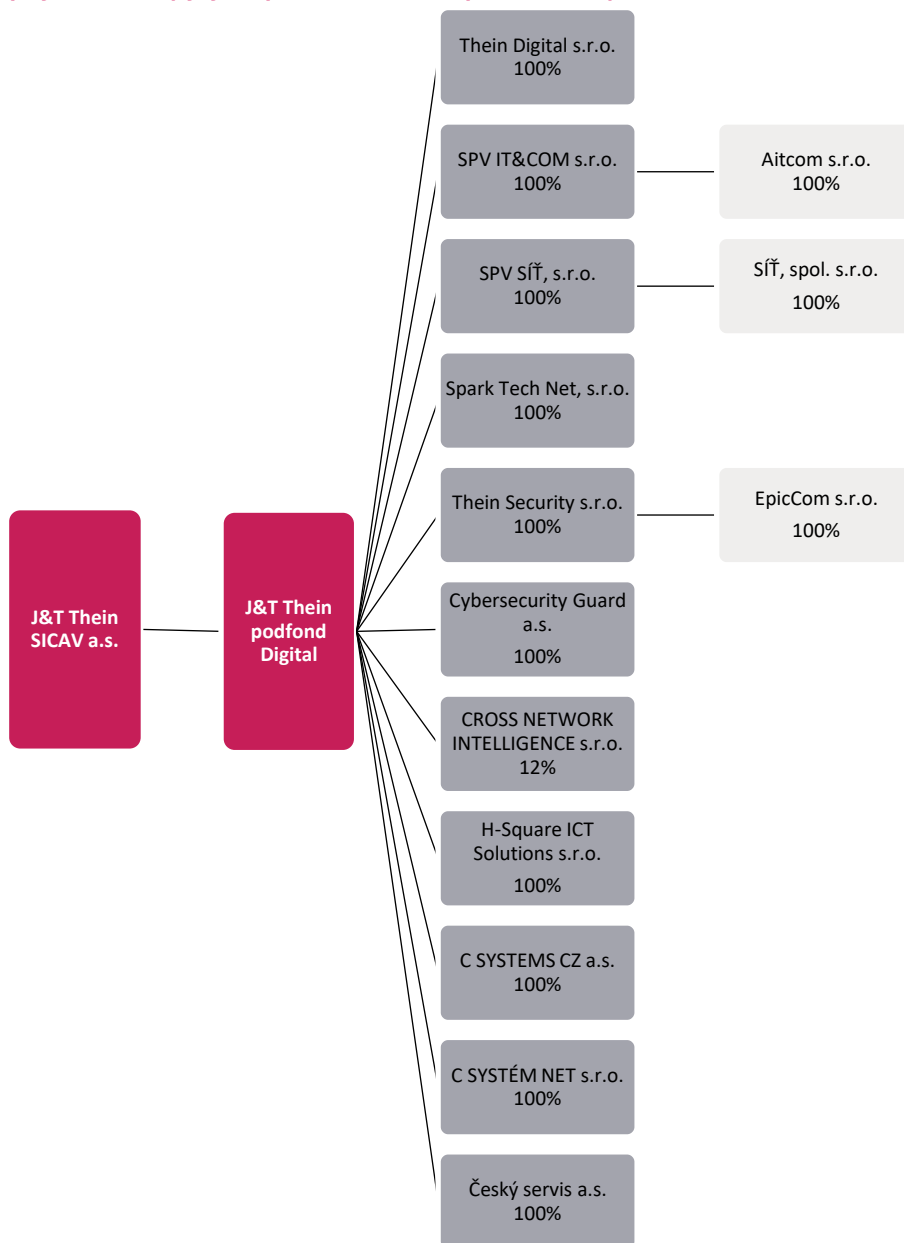 Thein Digital s.r.o.
100%
SPV IT&COM s.r.o.
100%
Aitcom s.r.o.
100%
SPV SÍŤ, s.r.o.
100%
SÍŤ, spol. s.r.o.
100%
Spark Tech Net, s.r.o.
100%
Thein Security s.r.o.
100%
EpicCom s.r.o.
100%
J&T Thein
SICAV a.s.
J&T Thein
podfond
Digital
Cybersecurity Guard
a.s.
100%
CROSS NETWORK
INTELLIGENCE s.r.o.
12%
H-Square ICT
Solutions s.r.o.
100%
C SYSTEMS CZ a.s.
100%
C SYSTÉM NET s.r.o.
100%
Český servis a.s.
100%